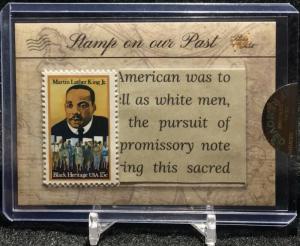 Stamp on our Past
Martin Luther King Jr.
Black Heritage USA 15c
American was to
ll as white men,
the pursuit of
promissory note
ring this sacred